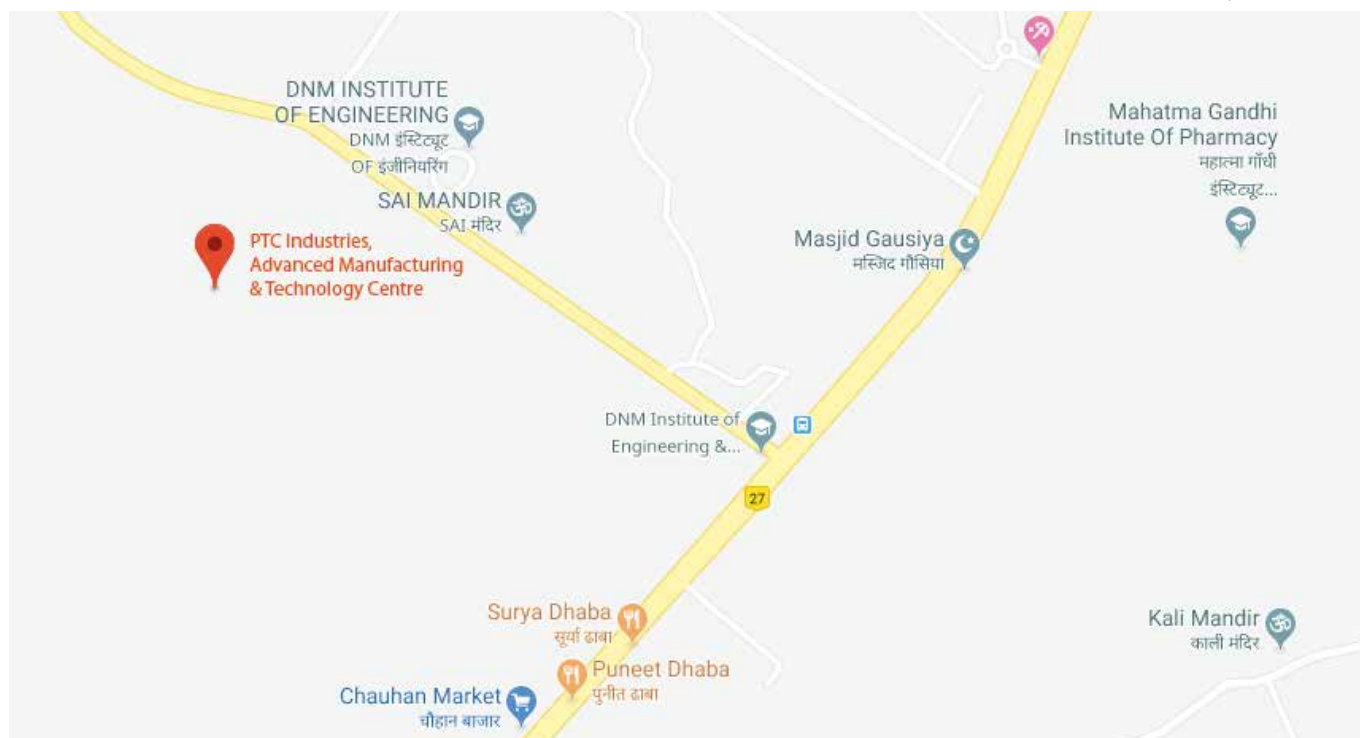 DNM INSTITUTE
OF ENGINEERING
DNM इंस्टिट्यूट
OF इंजीनियरिंग
Mahatma Gandhi
Institute Of Pharmacy
महात्मा गाँधी
इंस्टिट्यूट...
SAI MANDIR
SAI मंदिर
PTC Industries,
Advanced Manufacturing
& Technology Centre
Masjid Gausiya
मस्जिद गौसिया
DNM Institute of
Engineering &...
27
Surya Dhaba
सूर्या ढाबा
Kali Mandir
काली मंदिर
Puneet Dhaba
पुनीत ढाबा
Chauhan Market
चौहान बाजार